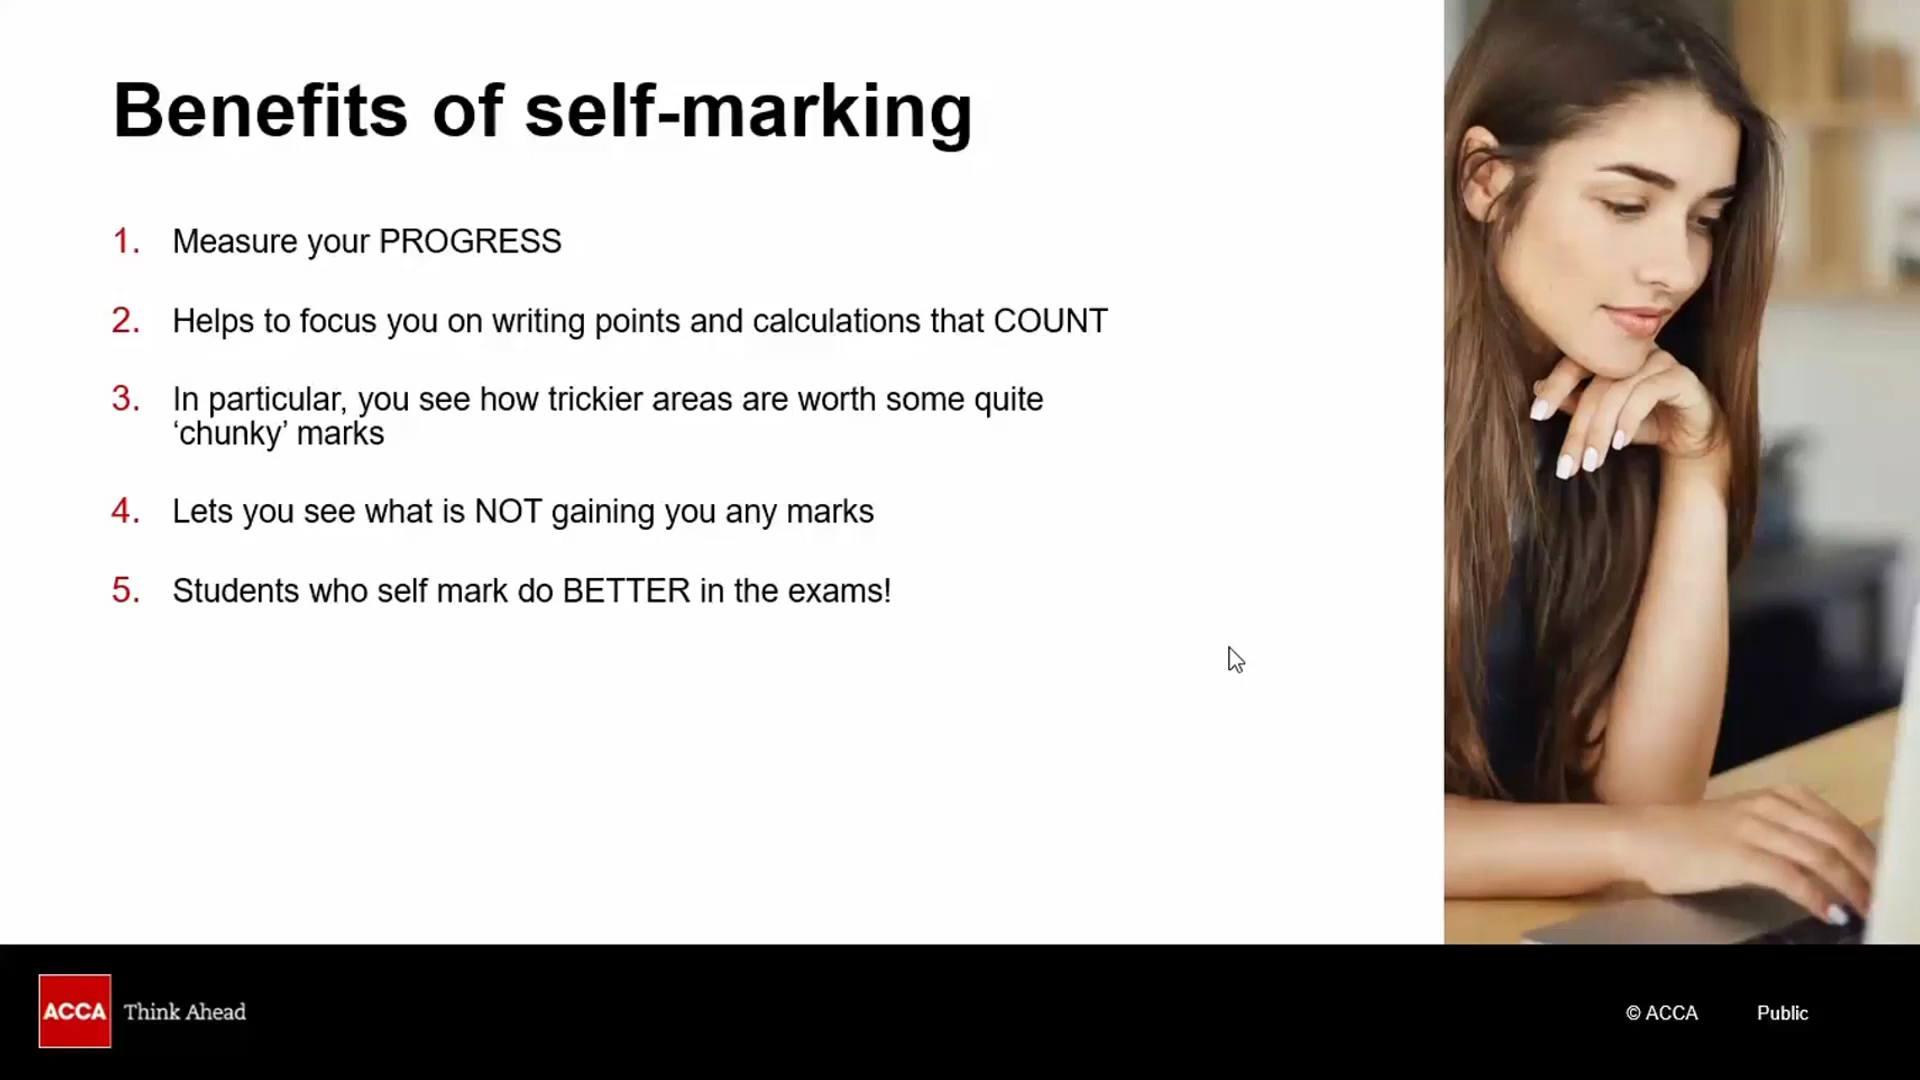 Benefits of self-marking
1. Measure your PROGRESS
2. Helps to focus you on writing points and calculations that COUNT
3. In particular, you see how trickier areas are worth some quite
‘chunky’ marks
4. Lets you see what is NOT gaining you any marks
5. Students who self mark do BETTER in the exams!
ACCA Think Ahead
© ACCA Public